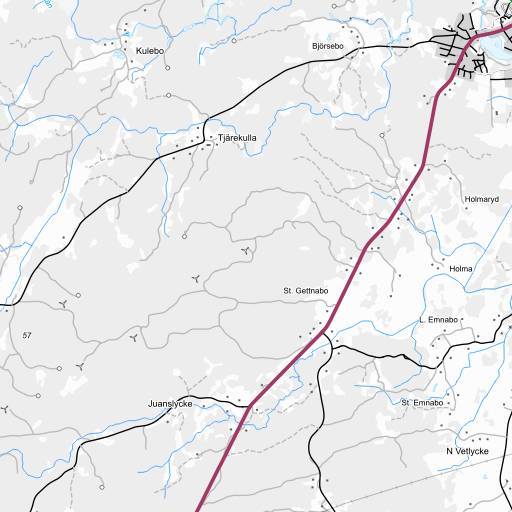 Björsebo
Kulebo
Tjärekulla
Holmaryd
Holma
St. Gettnabo
L. Emnabo
57
Juanslycke
St. Emnabo
N Vetlycke